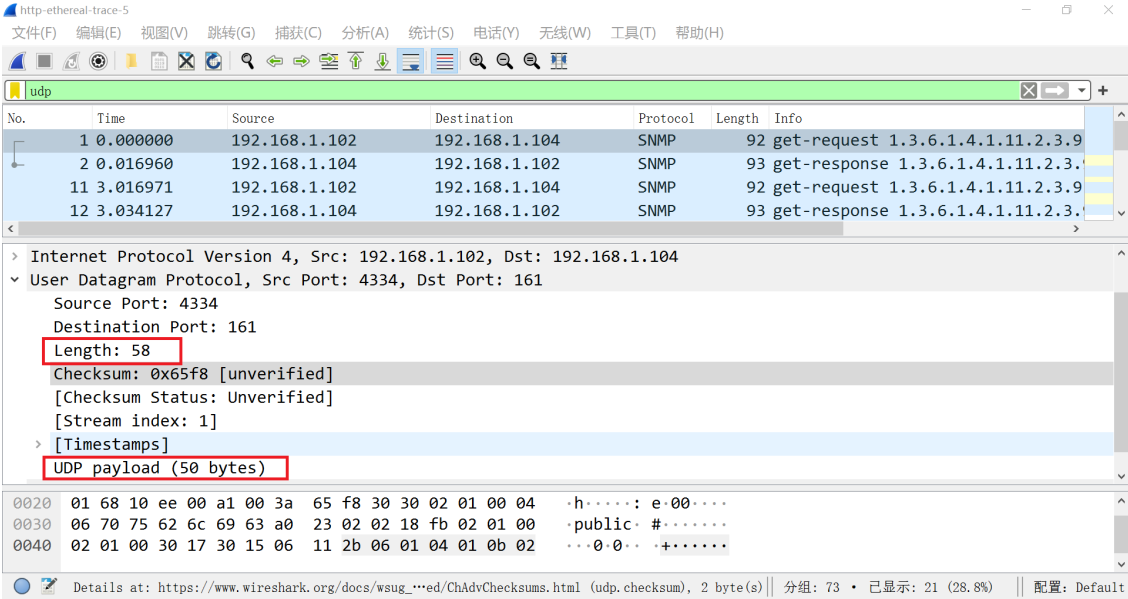 http-ethereal-trace-5
文件(F) 编辑(E) 视图(V) 跳转(G) 捕获(C) 分析(A) 统计(S) 电话(Y) 无线(W) 工具(T) 帮助(H)
udp
No. Time Source Destination Protocol Length Info
1 0.000000 192.168.1.102 192.168.1.104 SNMP 92 get-request 1.3.6.1.4.1.11.2.3.9
2 0.016960 192.168.1.104 192.168.1.102 SNMP 93 get-response 1.3.6.1.4.1.11.2.3.
11 3.016971 192.168.1.102 192.168.1.104 SNMP 92 get-request 1.3.6.1.4.1.11.2.3.9
12 3.034127 192.168.1.104 192.168.1.102 SNMP 93 get-response 1.3.6.1.4.1.11.2.3.
Internet Protocol Version 4, Src: 192.168.1.102, Dst: 192.168.1.104
User Datagram Protocol, Src Port: 4334, Dst Port: 161
Source Port: 4334
Destination Port: 161
Length: 58
Checksum: 0x65f8 [unverified]
[Checksum Status: Unverified]
[Stream index: 1]
[Timestamps]
UDP payload (50 bytes)
0020 01 68 10 ee 00 a1 00 3a 65 f8 30 30 02 01 00 04 ·h·····: e·00····
0030 06 70 75 62 6c 69 63 a0 23 02 02 18 fb 02 01 00 ·public· #·······
0040 02 01 00 30 17 30 15 06 11 2b 06 01 04 01 0b 02 ···0·0·· ·+······
Details at: https://www.wireshark.org/docs/wsug_…ed/ChAdvChecksums.html (udp.checksum), 2 byte(s) 分组: 73 · 已显示: 21 (28.8%) 配置: Default